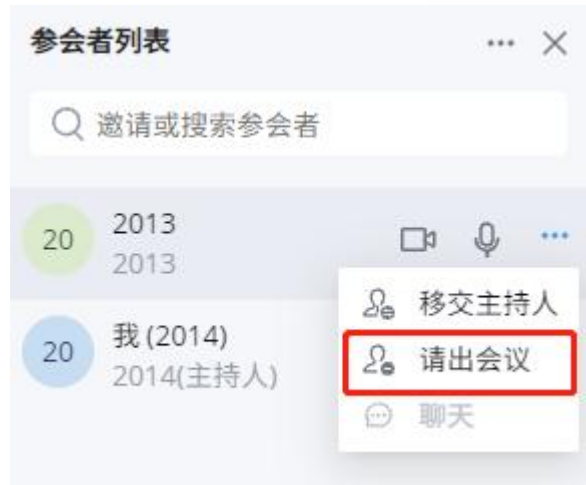 参会者列表
邀请或搜索参会者
20
2013
2013
移交主持人
20
我 (2014)
2014(主持人)
请出会议
聊天